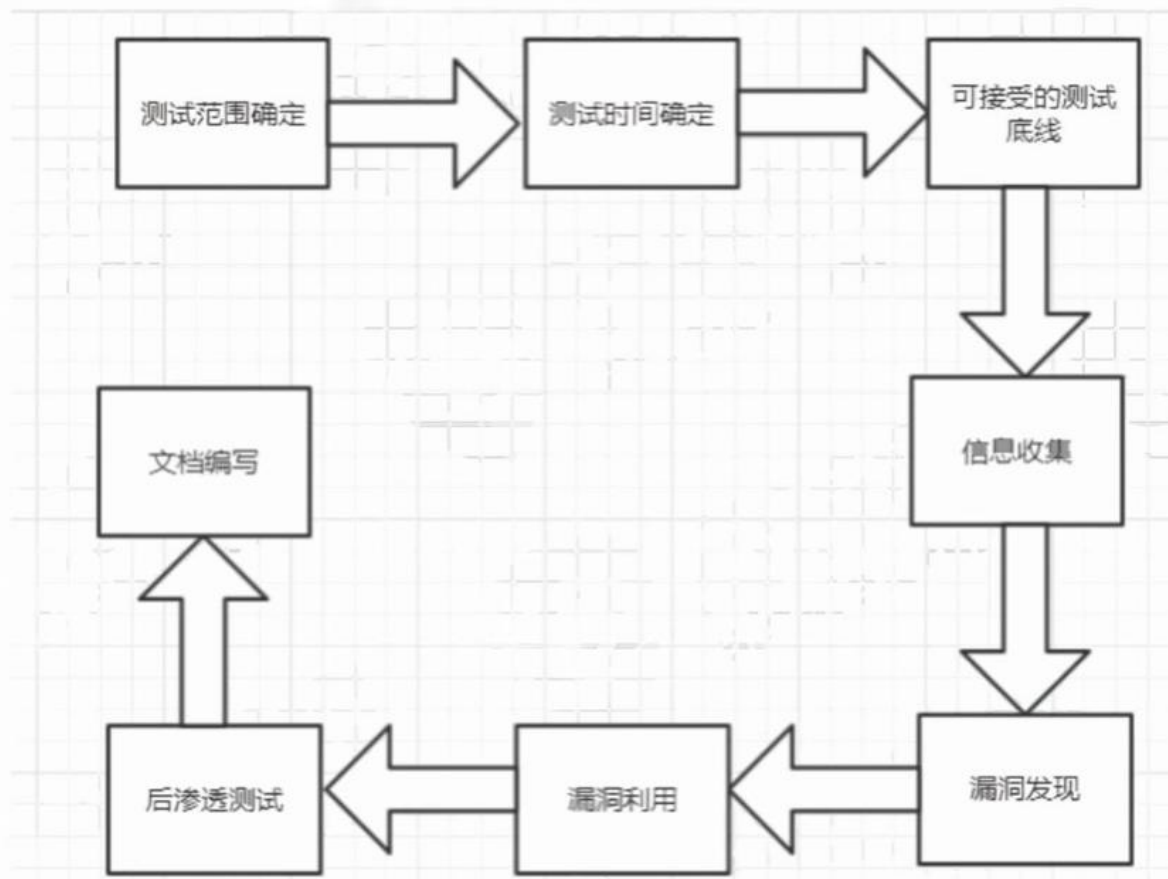 测试范围确定
测试时间确定
可接受的测试
底线
信息收集
漏洞发现
漏洞利用
后渗透测试
文档编写